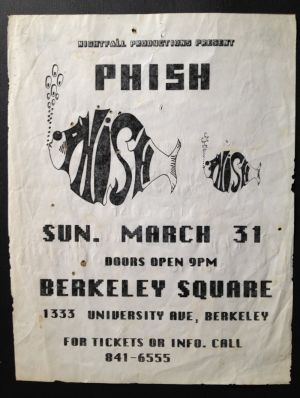 NIGHTFALL PRODUCTIONS PRESENT
PHISH
PHiSH PHiSH
SUN. MARCH 31
DOORS OPEN 9PM
BERKELEY SQUARE
1333 UNIVERSITY AVE, BERKELEY
FOR TICKETS OR INFO. CALL
841-6555